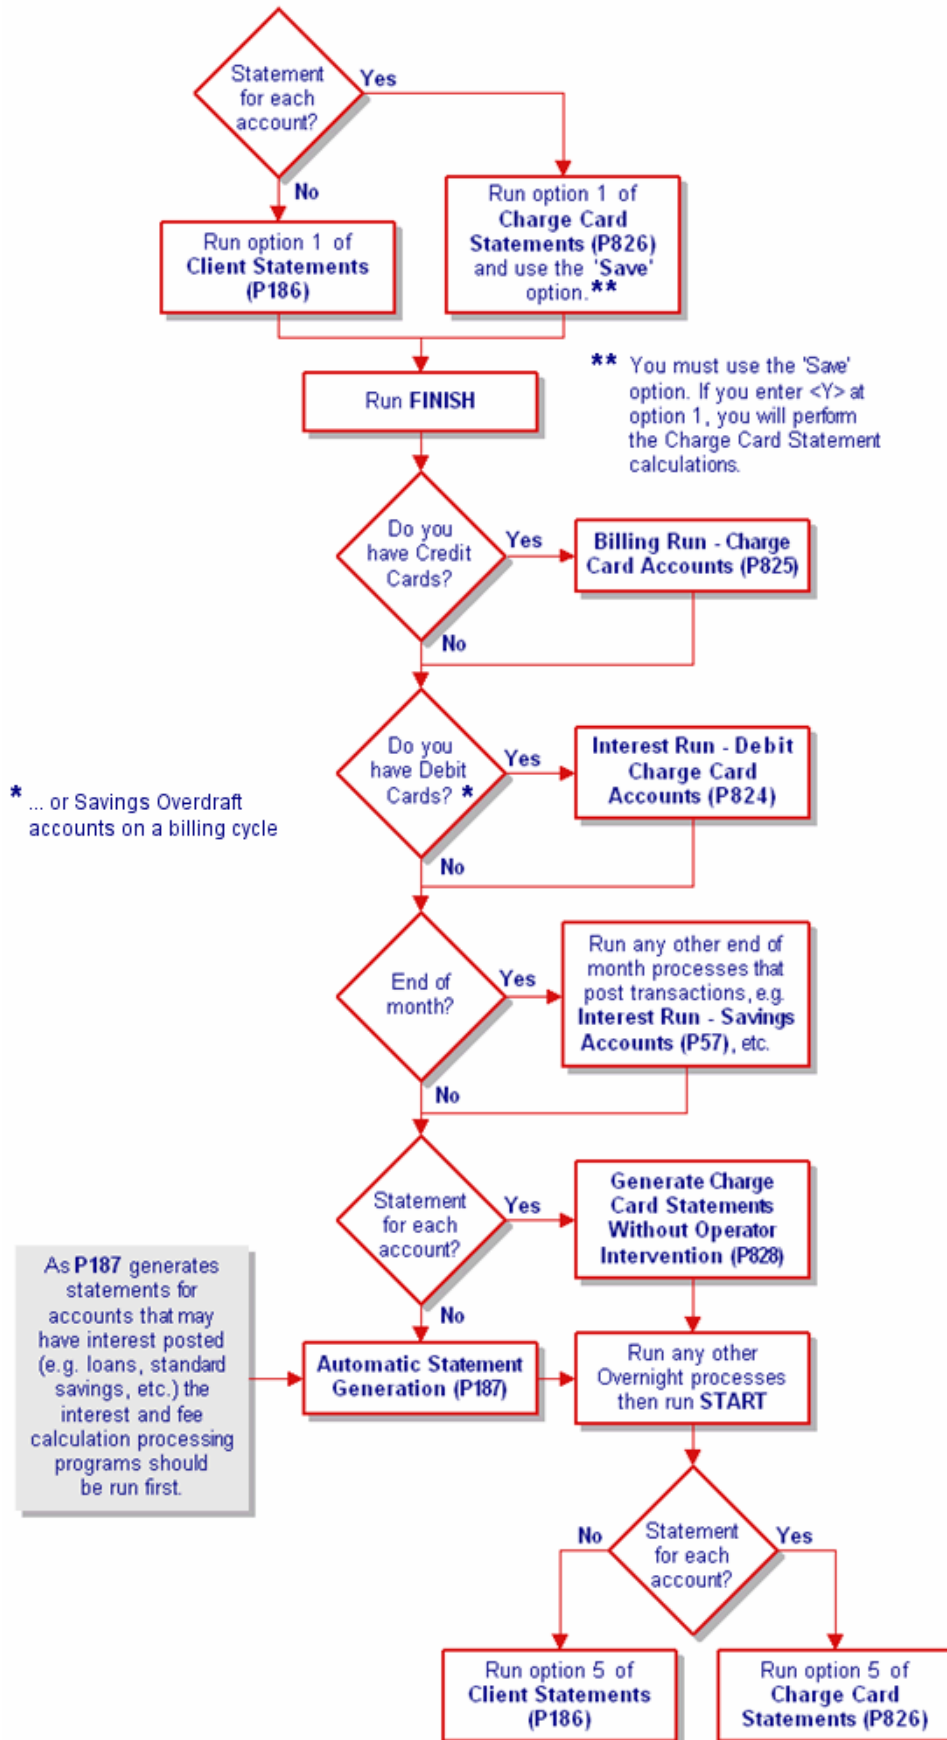 Statement
for each
account?
Yes
No
Run option 1 of
Client Statements
(P186)
Run option 1 of
Charge Card
Statements (P826)
and use the 'Save'
option.**
Run FINISH
** You must use the 'Save'
option. If you enter <Y> at
option 1, you will perform
the Charge Card Statement
calculations.
Do you
have Credit
Cards?
Yes
Billing Run - Charge
Card Accounts (P825)
No
Do you
have Debit
Cards? *
Yes
Interest Run - Debit
Charge Card
Accounts (P824)
* ... or Savings Overdraft
accounts on a billing cycle
No
End of
month?
Yes
Run any other end of
month processes that
post transactions, e.g.
Interest Run - Savings
Accounts (P57), etc.
No
Statement
for each
account?
Yes
Generate Charge
Card Statements
Without Operator
Intervention (P828)
No
As P187 generates
statements for
accounts that may
have interest posted
(e.g. loans, standard
savings, etc.) the
interest and fee
calculation processing
programs should
be run first.
Automatic Statement
Generation (P187)
Run any other
Overnight processes
then run START
No
Statement
for each
account?
Yes
Run option 5 of
Client Statements
(P186)
Run option 5 of
Charge Card
Statements (P826)